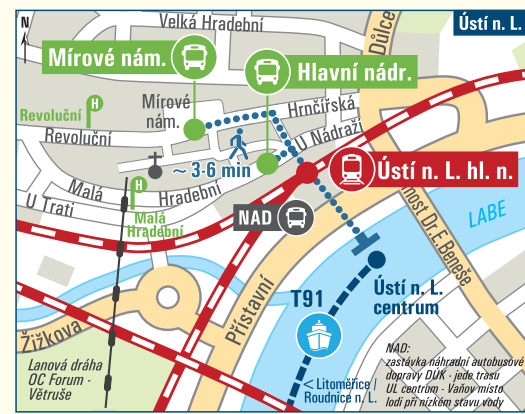 N
Velká Hradební
Důlce
Ústí n. L.
Mírové nám.
Hlavní nádr.
Revoluční
H
Mírové
nám.
Hrnčířská
U Nádraží
Revoluční
~ 3-6 min
Malá
Hradební
H
Malá
Hradební
U Trati
NAD
Ústí n. L. hl. n.
most Dr. E. Beneše
LABE
Přístavní
T91
Ústí n. L.
centrum
Žižkova
Lanová dráha
OC Forum -
Větruše
< Litoměřice /
Roudnice n. L.
NAD:
zastávka náhradní autobusové
dopravy DÚK - jede trasu
UL centrum - Vaňov místo
lodi při nízkém stavu vody